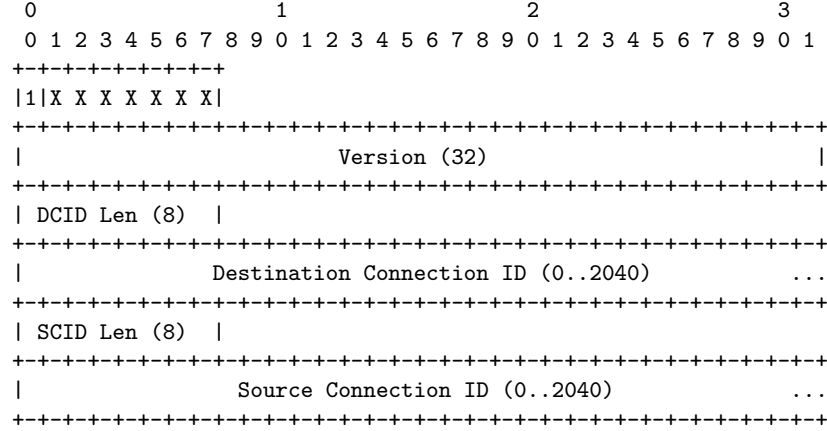 0                   1                   2                   3
 0 1 2 3 4 5 6 7 8 9 0 1 2 3 4 5 6 7 8 9 0 1 2 3 4 5 6 7 8 9 0 1
+-+-+-+-+-+-+-+-+
|1|X X X X X X X|
+-+-+-+-+-+-+-+-+-+-+-+-+-+-+-+-+-+-+-+-+-+-+-+-+-+-+-+-+-+-+-+-+
|                         Version (32)                          |
+-+-+-+-+-+-+-+-+-+-+-+-+-+-+-+-+-+-+-+-+-+-+-+-+-+-+-+-+-+-+-+-+
| DCID Len (8)  |
+-+-+-+-+-+-+-+-+-+-+-+-+-+-+-+-+-+-+-+-+-+-+-+-+-+-+-+-+-+-+-+-+
|               Destination Connection ID (0..2040)           ...
+-+-+-+-+-+-+-+-+-+-+-+-+-+-+-+-+-+-+-+-+-+-+-+-+-+-+-+-+-+-+-+-+
| SCID Len (8)  |
+-+-+-+-+-+-+-+-+-+-+-+-+-+-+-+-+-+-+-+-+-+-+-+-+-+-+-+-+-+-+-+-+
|                 Source Connection ID (0..2040)              ...
+-+-+-+-+-+-+-+-+-+-+-+-+-+-+-+-+-+-+-+-+-+-+-+-+-+-+-+-+-+-+-+-+